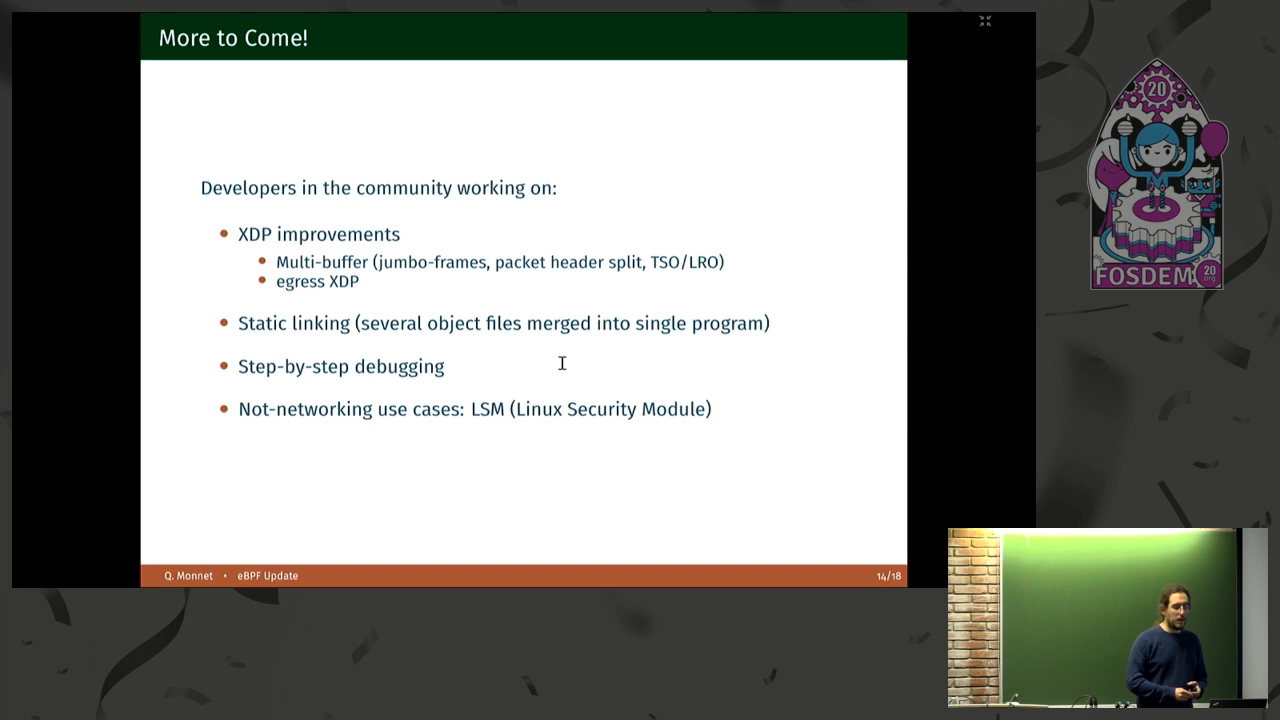 More to Come!
Developers in the community working on:
XDP improvements
Multi-buffer (jumbo-frames, packet header split, TSO/LRO)
egress XDP
Static linking (several object files merged into single program)
Step-by-step debugging
Not-networking use cases: LSM (Linux Security Module)
Q. Monnet • eBPF Update
14/18
20
FOSDEM
20
.org